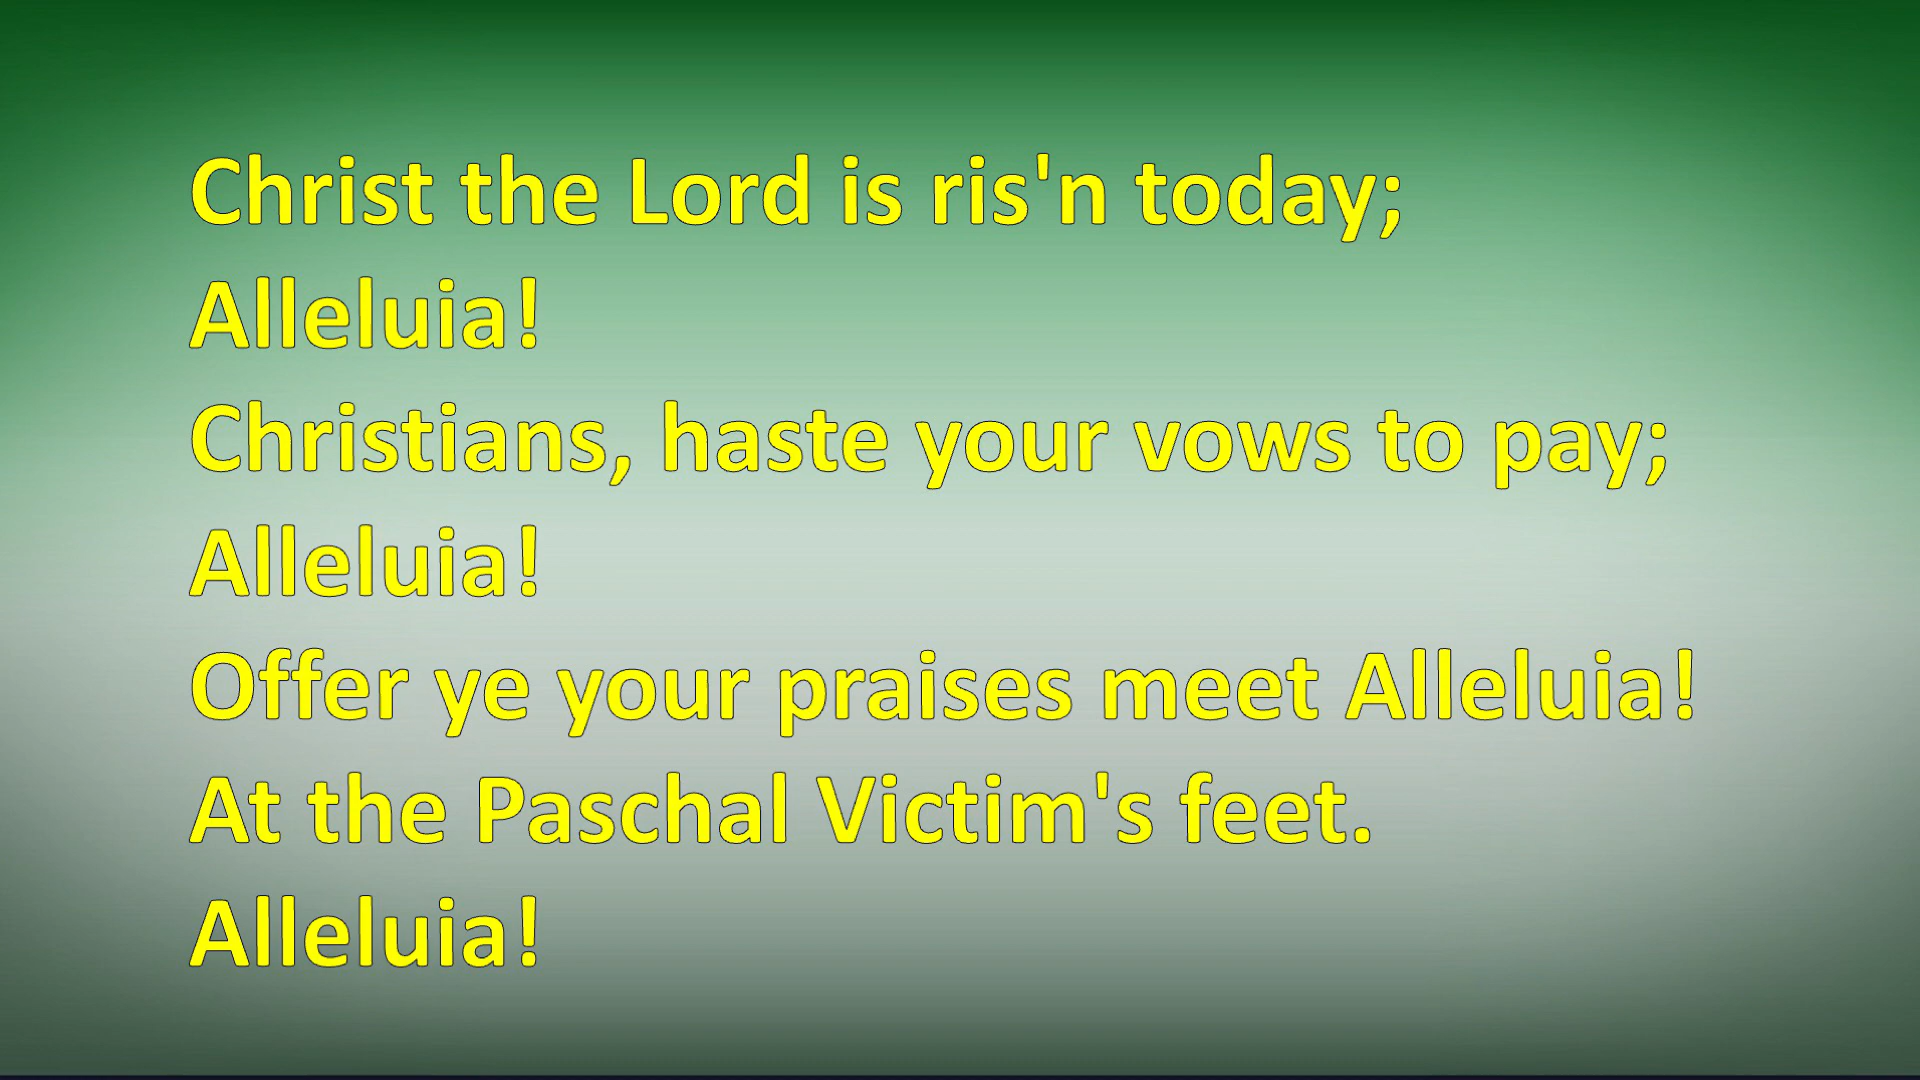 Christ the Lord is ris'n today;
Alleluia!
Christians, haste your vows to pay;
Alleluia!
Offer ye your praises meet Alleluia!
At the Paschal Victim's feet.
Alleluia!